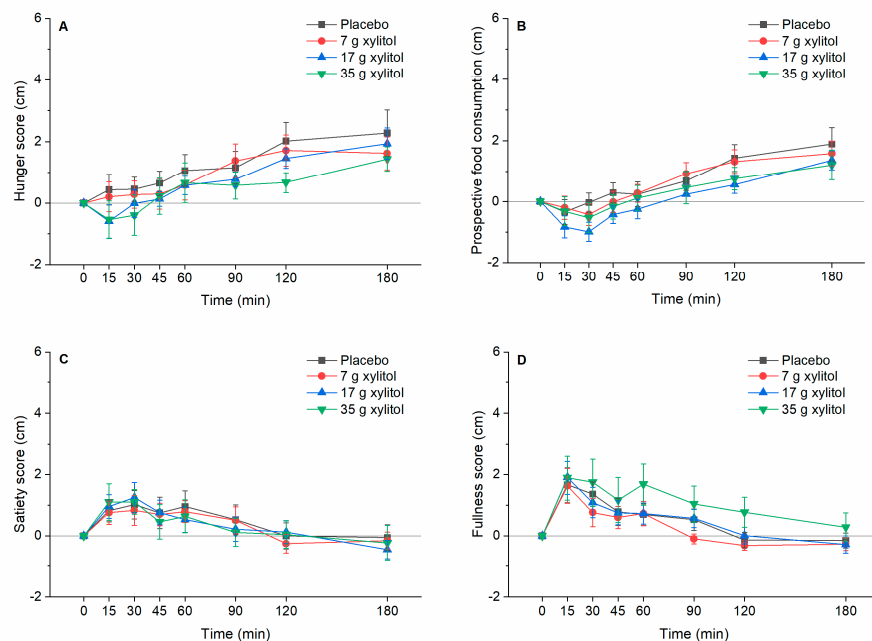 A
Placebo
7 g xylitol
17 g xylitol
35 g xylitol
6
4
2
0
-2
Hunger score (cm)
0 15 30 45 60 90 120 180
Time (min)
B
Placebo
7 g xylitol
17 g xylitol
35 g xylitol
6
4
2
0
-2
Prospective food consumption (cm)
0 15 30 45 60 90 120 180
Time (min)
C
Placebo
7 g xylitol
17 g xylitol
35 g xylitol
6
4
2
0
-2
Satiety score (cm)
0 15 30 45 60 90 120 180
Time (min)
D
Placebo
7 g xylitol
17 g xylitol
35 g xylitol
6
4
2
0
-2
Fullness score (cm)
0 15 30 45 60 90 120 180
Time (min)